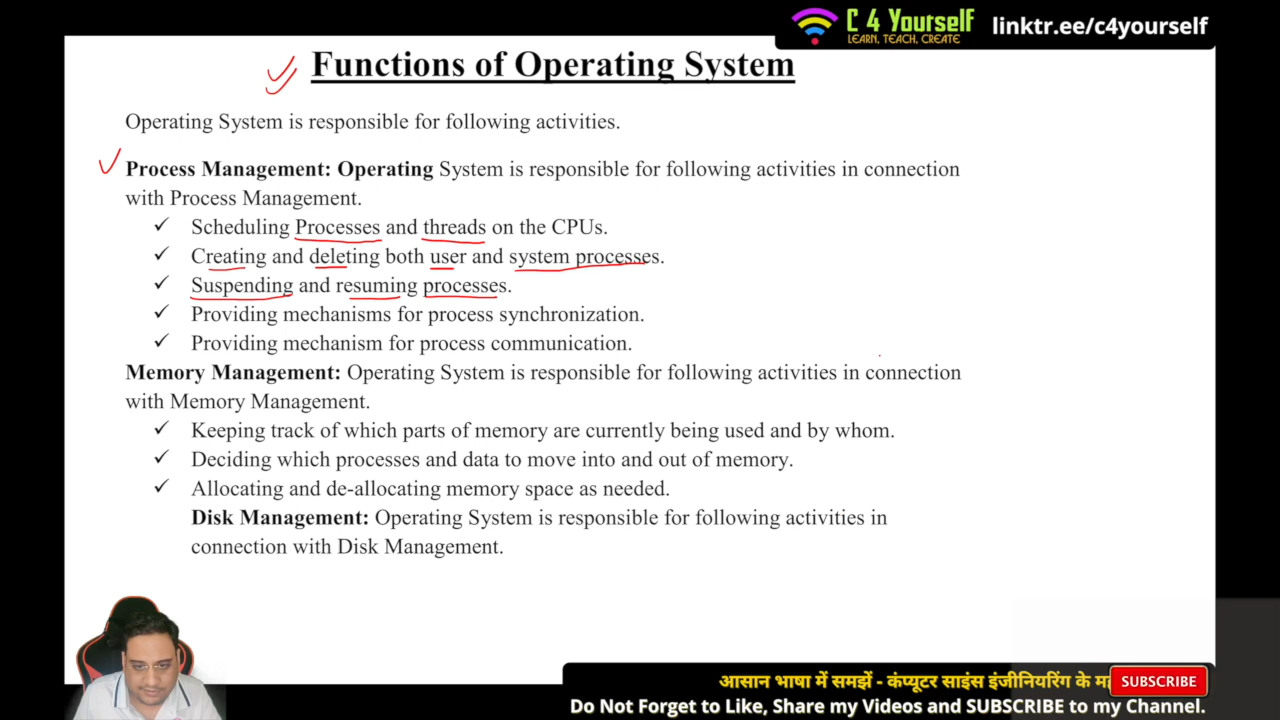 C 4 Yourself
LEARN, TEACH, CREATE
linktr.ee/c4yourself
Functions of Operating System
Operating System is responsible for following activities.
Process Management: Operating System is responsible for following activities in connection
with Process Management.
✓ Scheduling Processes and threads on the CPUs.
✓ Creating and deleting both user and system processes.
✓ Suspending and resuming processes.
✓ Providing mechanisms for process synchronization.
✓ Providing mechanism for process communication.
Memory Management: Operating System is responsible for following activities in connection
with Memory Management.
✓ Keeping track of which parts of memory are currently being used and by whom.
✓ Deciding which processes and data to move into and out of memory.
✓ Allocating and de-allocating memory space as needed.
Disk Management: Operating System is responsible for following activities in
connection with Disk Management.
आसान भाषा में समझें - कंप्यूटर साइंस इंजीनियरिंग के
SUBSCRIBE
Do Not Forget to Like, Share my Videos and SUBSCRIBE to my Channel.